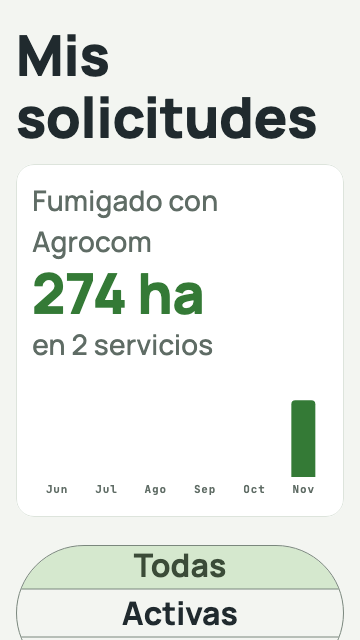 Mis
solicitudes
Fumigado con
Agrocom
274 ha
en 2 servicios
Jun Jul Ago Sep Oct Nov
Todas
Activas